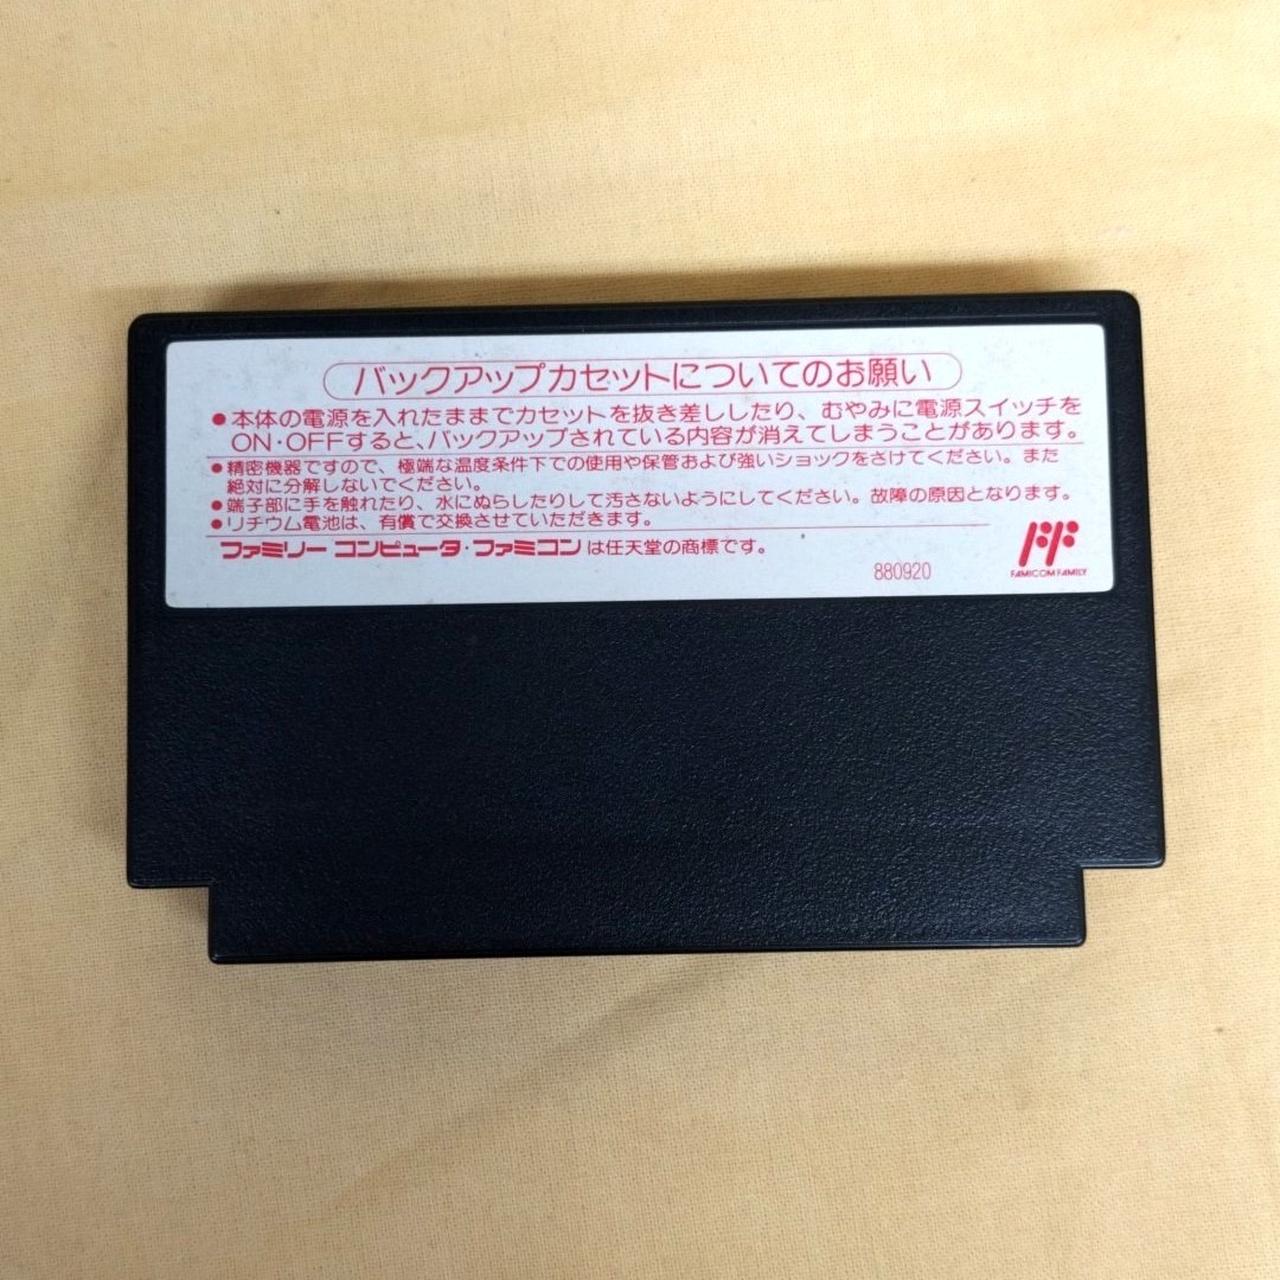 バックアップカセットについてのお願い
●本体の電源を入れたままでカセットを抜き差ししたり、むやみに電源スイッチを
ON・OFFすると、バックアップされている内容が消えてしまうことがあります。
●精密機器ですので、極端な温度条件下での使用や保管および強いショックをさけてください。また
絶対に分解しないでください。
●端子部に手を触れたり、水にぬらしたりして汚さないようにしてください。故障の原因となります。
●リチウム電池は、有償で交換させていただきます。
ファミリーコンピュータ・ファミコンは任天堂の商標です。
880920
FAMICOM FAMILY